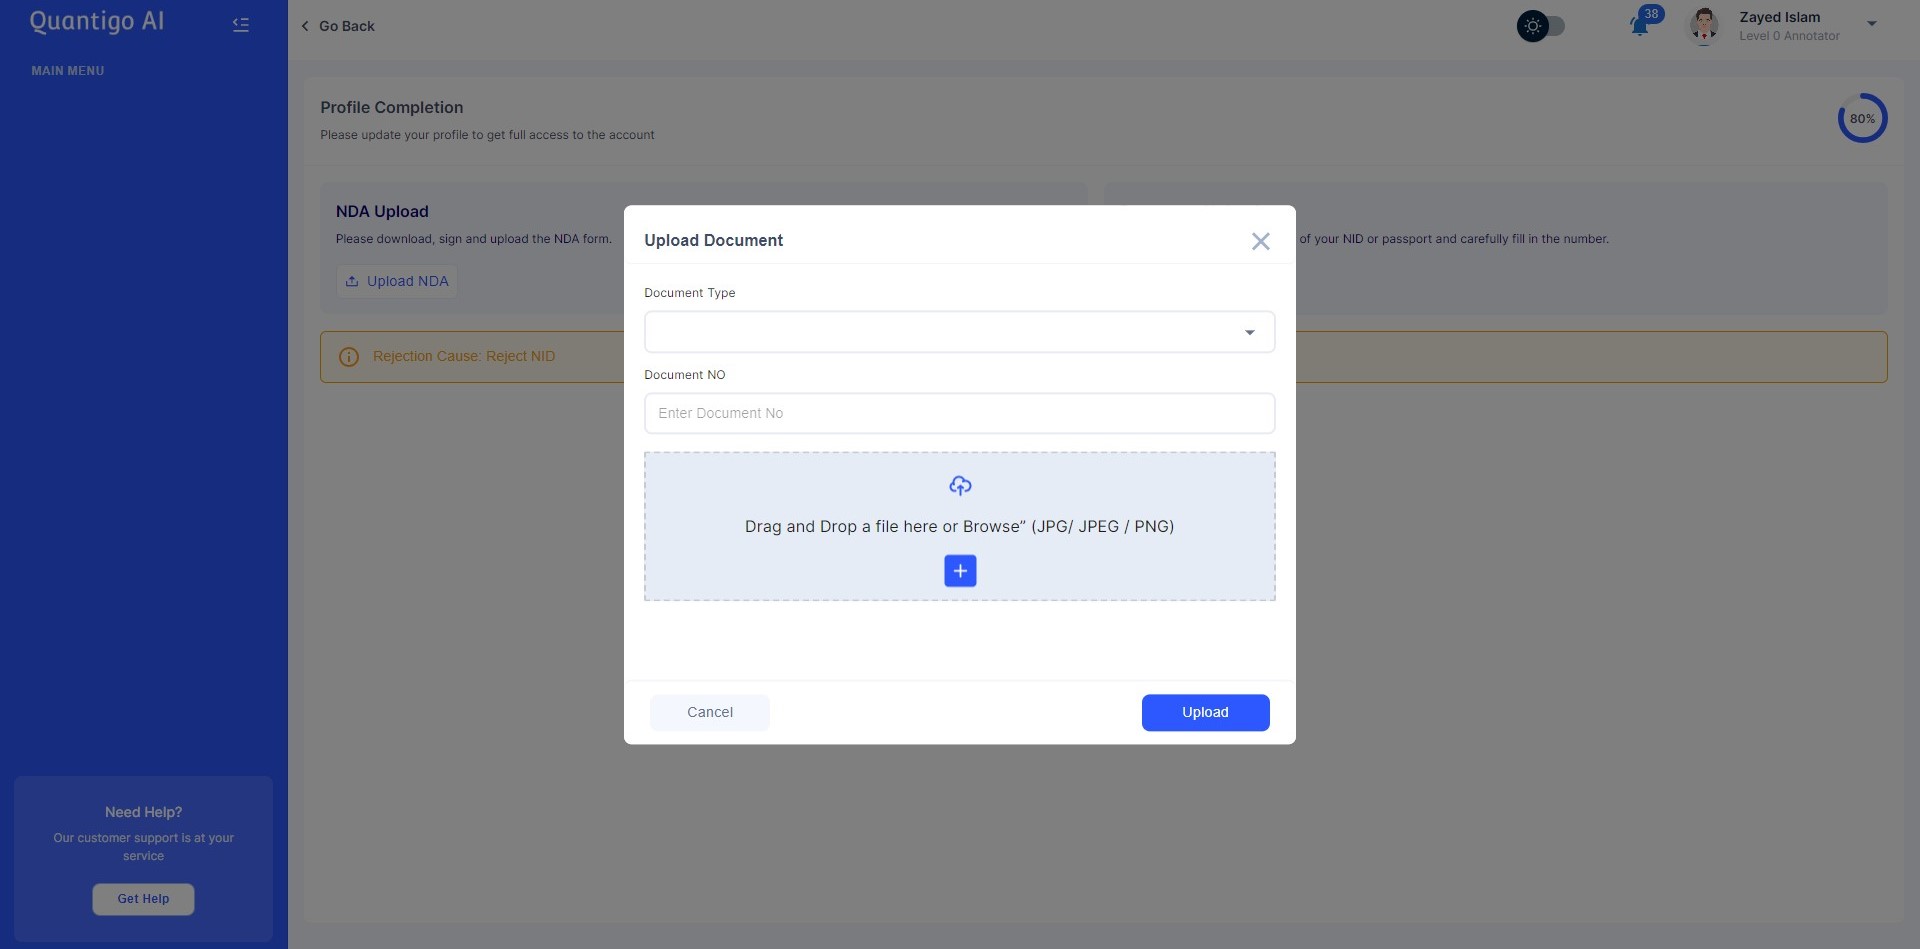 Quantigo AI
MAIN MENU
Go Back
38
Zayed Islam
Level 0 Annotator
Profile Completion
Please update your profile to get full access to the account
80%
NDA Upload
Please download, sign and upload the NDA form.
Upload NDA
of your NID or passport and carefully fill in the number.
Rejection Cause: Reject NID
Upload Document
Document Type
Document NO
Enter Document No
Drag and Drop a file here or Browse” (JPG/ JPEG / PNG)
Cancel
Upload
Need Help?
Our customer support is at your
service
Get Help